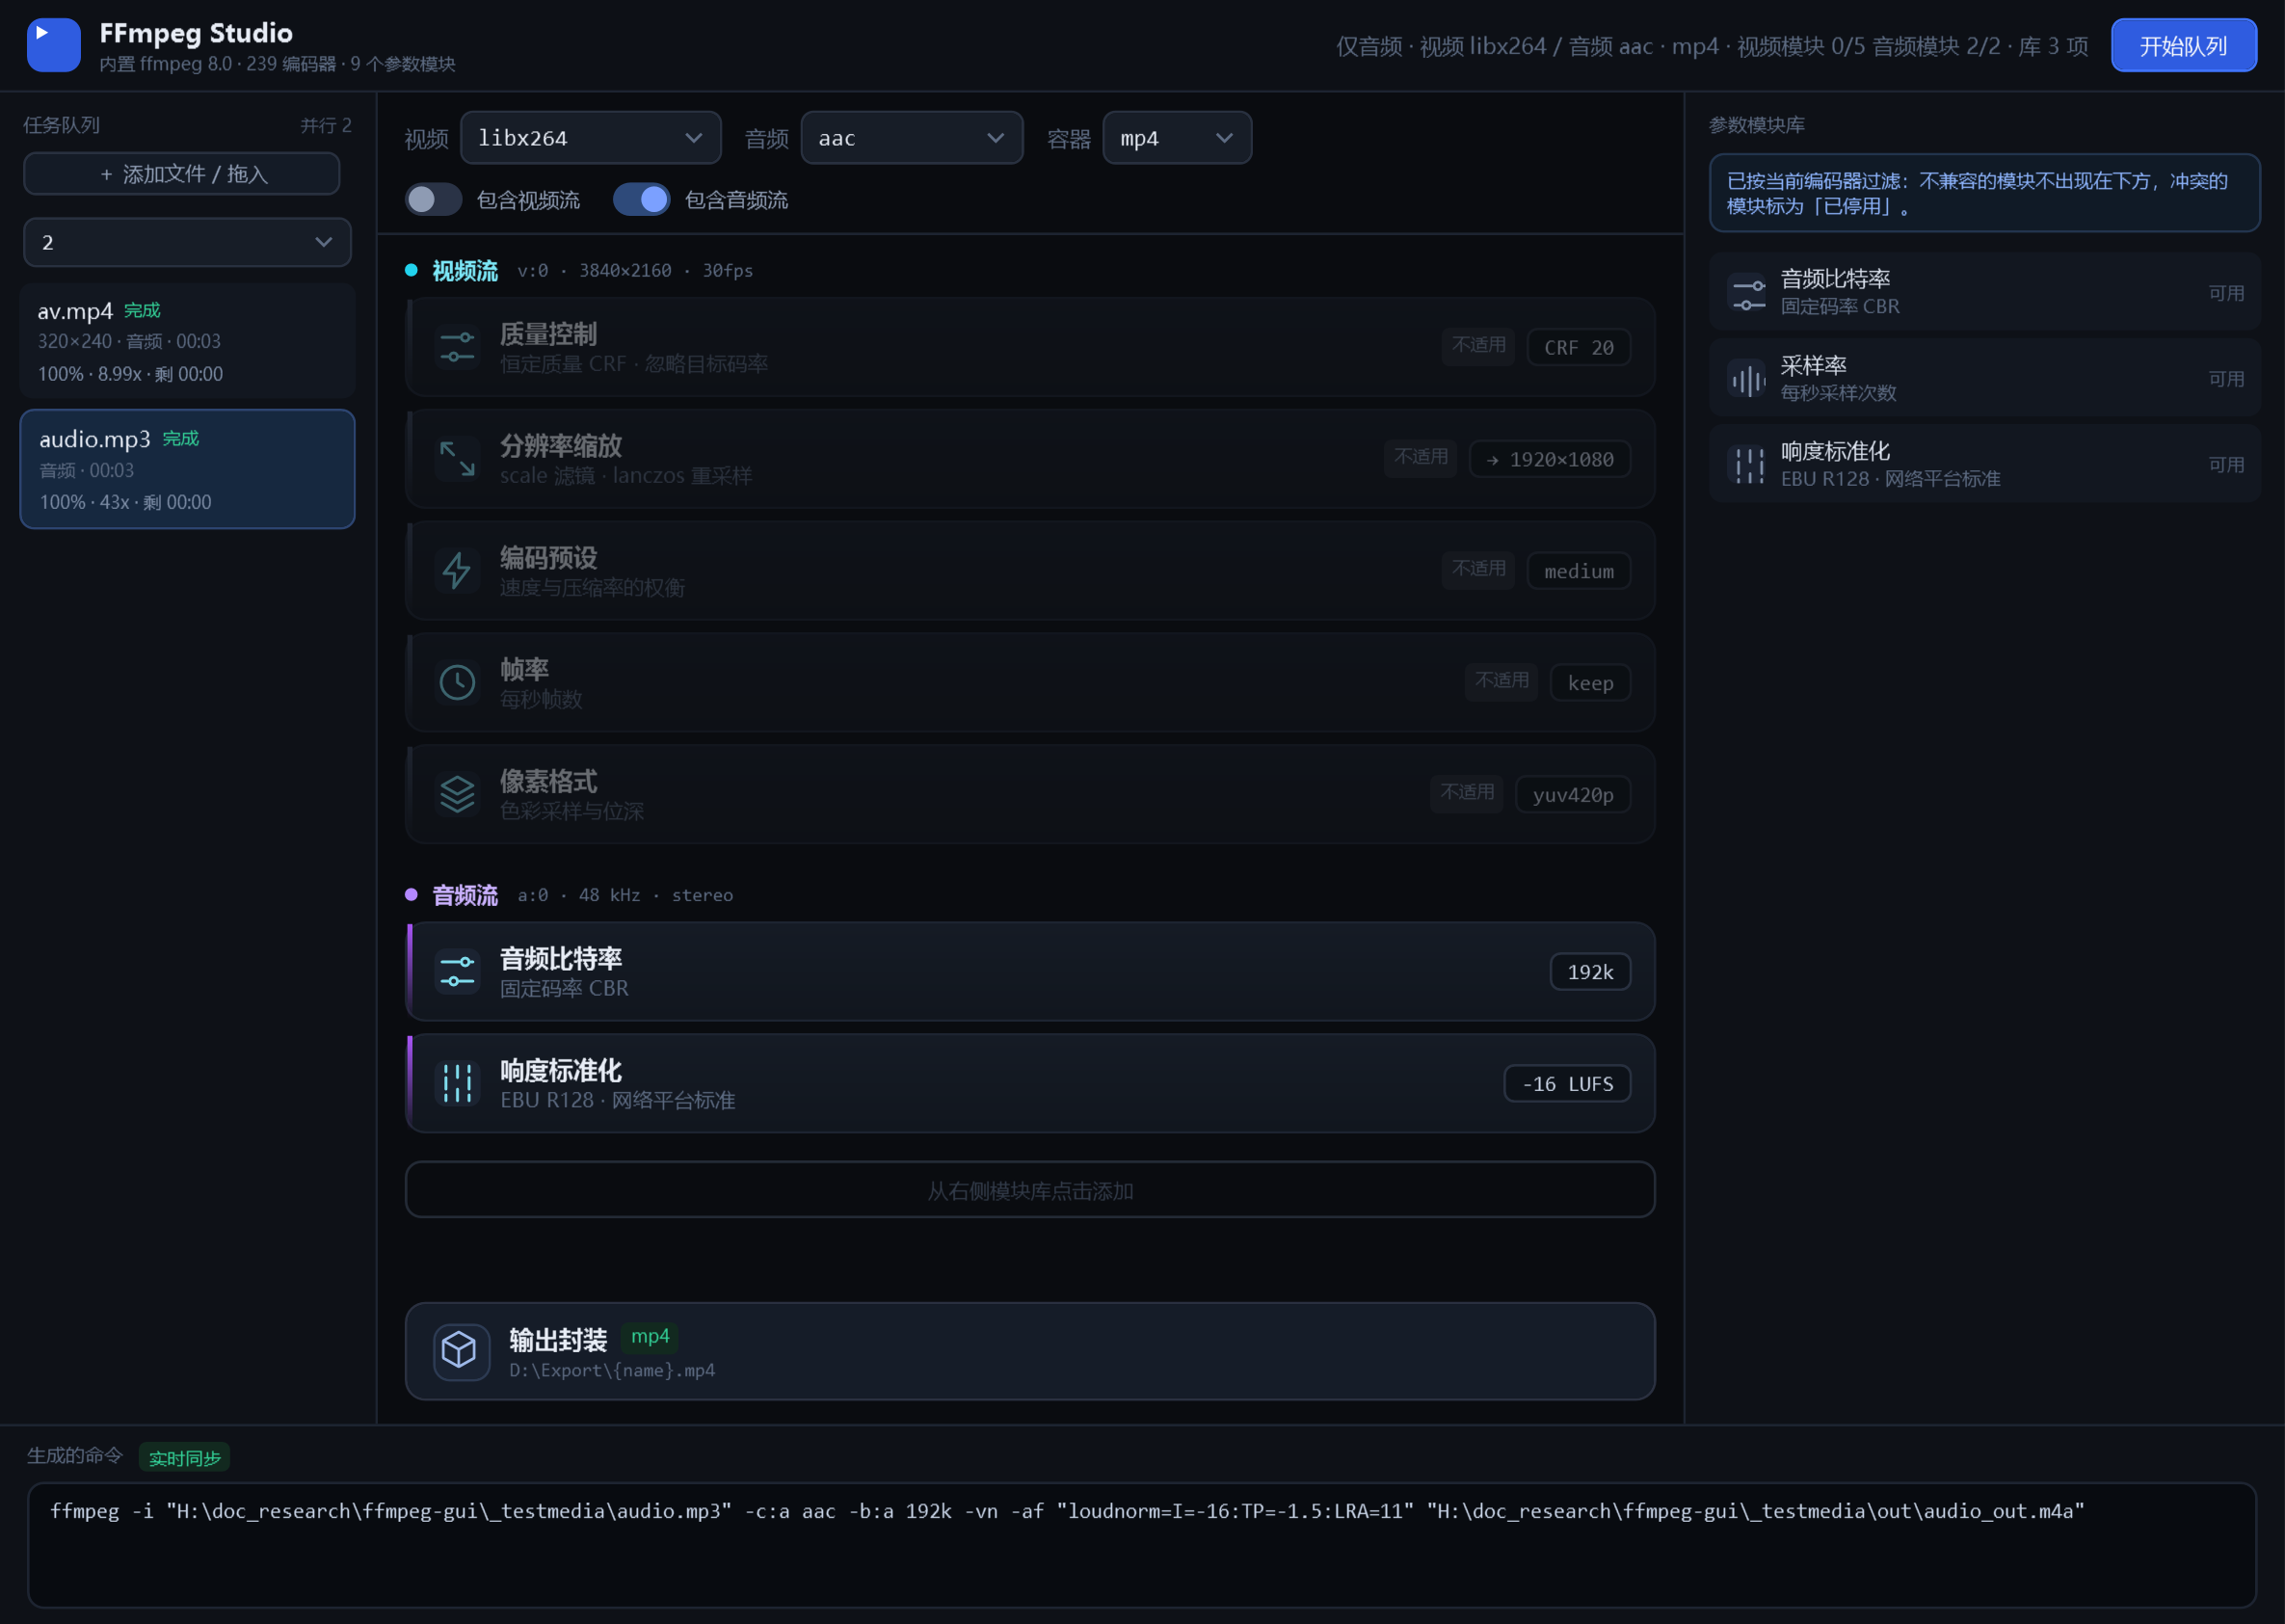 FFmpeg Studio
内置 ffmpeg 8.0 · 239 编码器 · 9 个参数模块
仅音频 · 视频 libx264 / 音频 aac · mp4 · 视频模块 0/5 音频模块 2/2 · 库 3 项
开始队列
任务队列
并行 2
+ 添加文件 / 拖入
2
av.mp4 完成
320×240 · 音频 · 00:03
100% · 8.99x · 剩 00:00
audio.mp3 完成
音频 · 00:03
100% · 43x · 剩 00:00
视频 libx264 音频 aac 容器 mp4
包含视频流 包含音频流
视频流 v:0 · 3840×2160 · 30fps
质量控制
恒定质量 CRF · 忽略目标码率
不适用 CRF 20
分辨率缩放
scale 滤镜 · lanczos 重采样
不适用 → 1920×1080
编码预设
速度与压缩率的权衡
不适用 medium
帧率
每秒帧数
不适用 keep
像素格式
色彩采样与位深
不适用 yuv420p
音频流 a:0 · 48 kHz · stereo
音频比特率
固定码率 CBR
192k
响度标准化
EBU R128 · 网络平台标准
-16 LUFS
从右侧模块库点击添加
输出封装 mp4
D:\Export\{name}.mp4
参数模块库
已按当前编码器过滤：不兼容的模块不出现在下方，冲突的
模块标为「已停用」。
音频比特率
固定码率 CBR
可用
采样率
每秒采样次数
可用
响度标准化
EBU R128 · 网络平台标准
可用
生成的命令 实时同步
ffmpeg -i "H:\doc_research\ffmpeg-gui\_testmedia\audio.mp3" -c:a aac -b:a 192k -vn -af "loudnorm=I=-16:TP=-1.5:LRA=11" "H:\doc_research\ffmpeg-gui\_testmedia\out\audio_out.m4a"